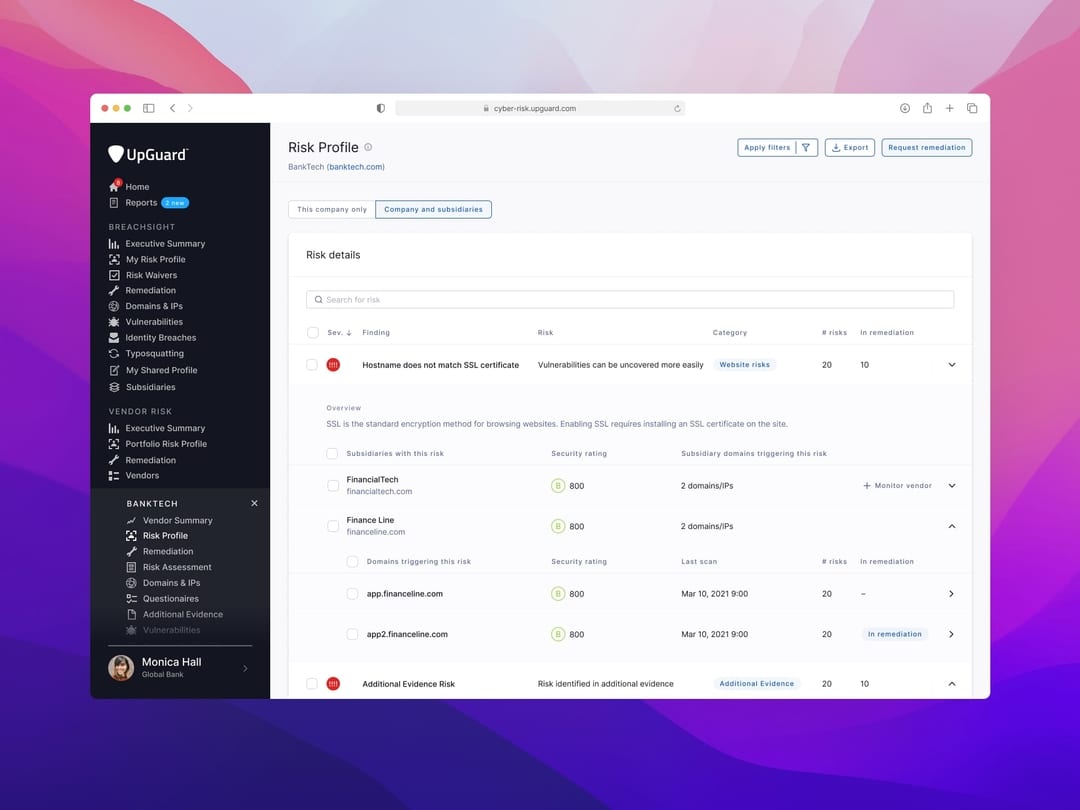 cyber-risk.upguard.com
UpGuard™
8
Home
Reports 2 new
BREACHSIGHT
Executive Summary
My Risk Profile
Risk Waivers
Remediation
Domains & IPs
Vulnerabilities
Identity Breaches
Typosquatting
My Shared Profile
Subsidiaries
VENDOR RISK
Executive Summary
Portfolio Risk Profile
Remediation
Vendors
BANKTECH
Vendor Summary
Risk Profile
Remediation
Risk Assessment
Domains & IPs
Questionaires
Additional Evidence
Vulnerabilities
Monica Hall
Global Bank
Risk Profile
BankTech (banktech.com)
Apply filters Export Request remediation
This company only Company and subsidiaries
Risk details
Search for risk
Sev. ↓ Finding Risk Category # risks In remediation
Hostname does not match SSL certificate Vulnerabilities can be uncovered more easily Website risks 20 10
Overview
SSL is the standard encryption method for browsing websites. Enabling SSL requires installing an SSL certificate on the site.
Subsidiaries with this risk Security rating Subsidiary domains triggering this risk
FinancialTech B 800 2 domains/IPs + Monitor vendor
financialtech.com
Finance Line B 800 2 domains/IPs
financeline.com
Domains triggering this risk Security rating Last scan # risks In remediation
app.financeline.com B 800 Mar 10, 2021 9:00 20 –
app2.financeline.com B 800 Mar 10, 2021 9:00 20 In remediation
Additional Evidence Risk Risk identified in additional evidence Additional Evidence 20 10